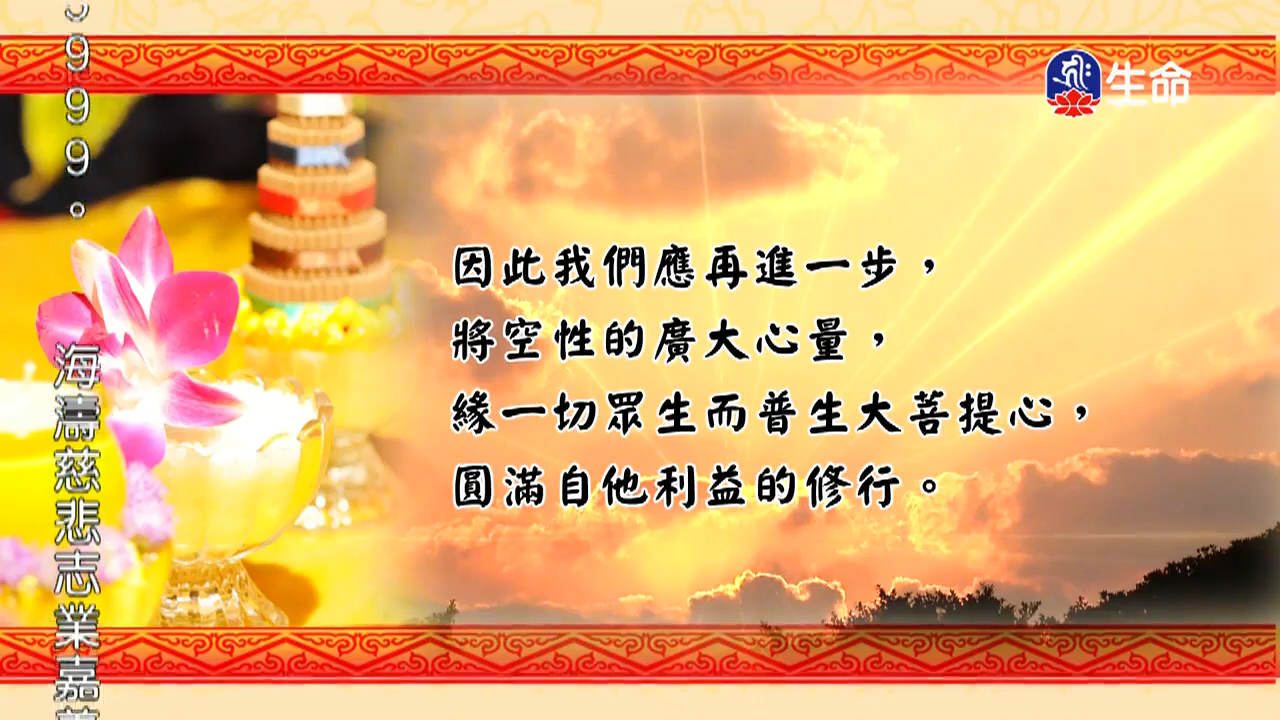 生命
因此我們應再進一步，
將空性的廣大心量，
緣一切眾生而普生大菩提心，
圓滿自他利益的修行。
999。海濤慈悲志業嘉